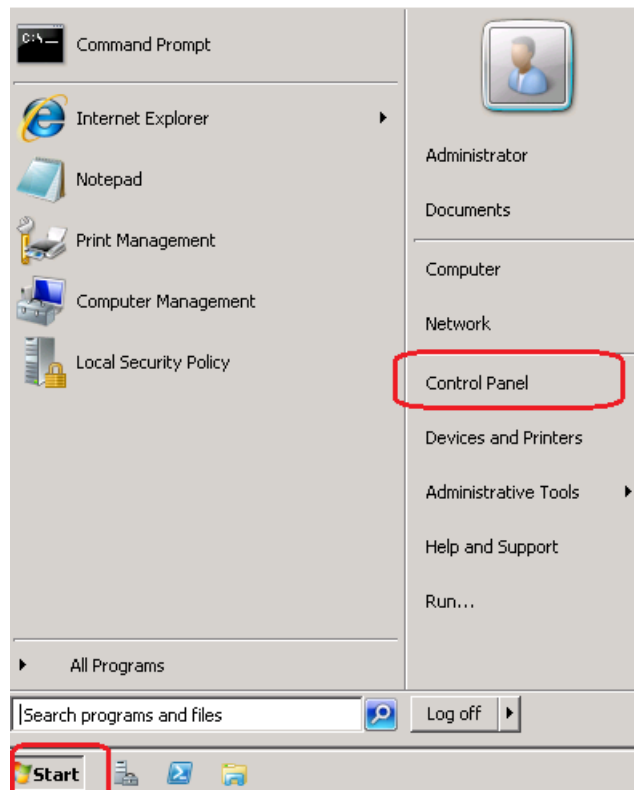 C:\
Command Prompt
Internet Explorer
Notepad
Print Management
Computer Management
Local Security Policy
All Programs
Search programs and files
Administrator
Documents
Computer
Network
Control Panel
Devices and Printers
Administrative Tools
Help and Support
Run...
Log off
Start